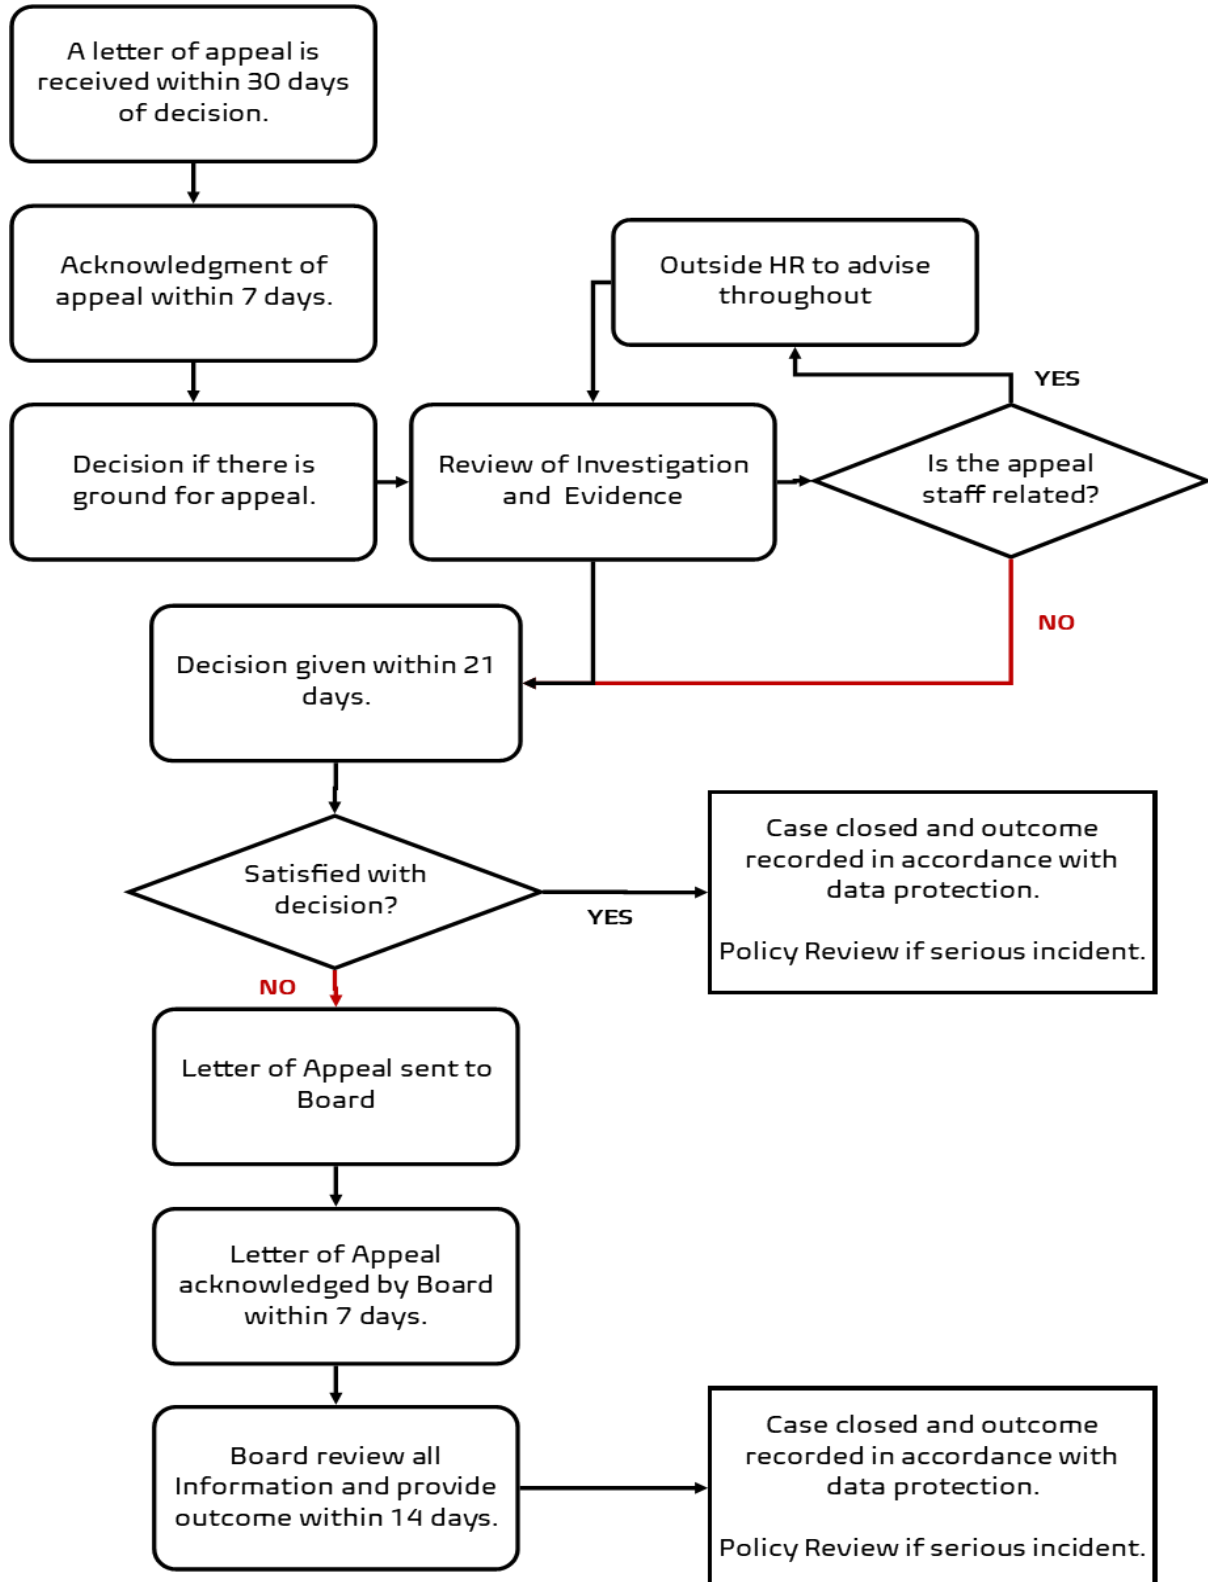 A letter of appeal is
received within 30 days
of decision.
Acknowledgment of
appeal within 7 days.
Outside HR to advise
throughout
YES
Decision if there is
ground for appeal.
Review of Investigation
and Evidence
Is the appeal
staff related?
NO
Decision given within 21
days.
Satisfied with
decision?
YES
Case closed and outcome
recorded in accordance with
data protection.
Policy Review if serious incident.
NO
Letter of Appeal sent to
Board
Letter of Appeal
acknowledged by Board
within 7 days.
Board review all
Information and provide
outcome within 14 days.
Case closed and outcome
recorded in accordance with
data protection.
Policy Review if serious incident.